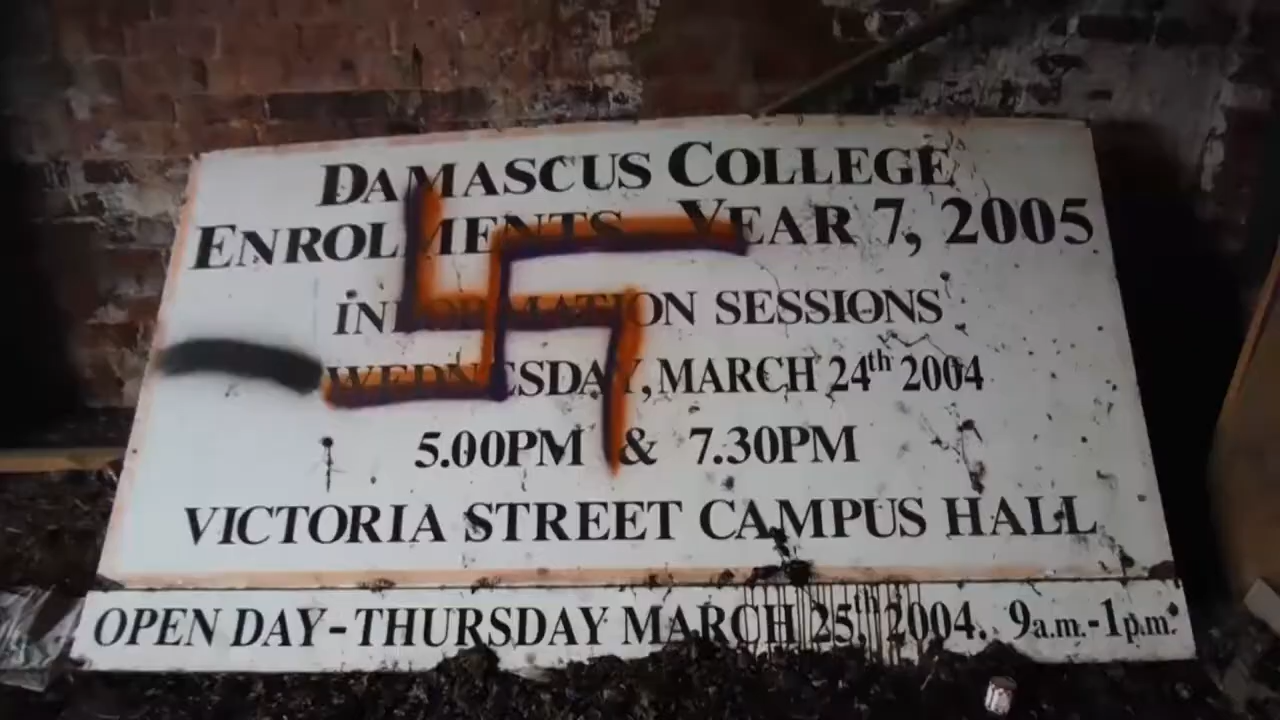 DAMASCUS COLLEGE
ENROLMENTS YEAR 7, 2005
INFORMATION SESSIONS
WEDNESDAY, MARCH 24th 2004
5.00PM & 7.30PM
VICTORIA STREET CAMPUS HALL
OPEN DAY-THURSDAY MARCH 25th 2004. 9a.m.-1p.m.